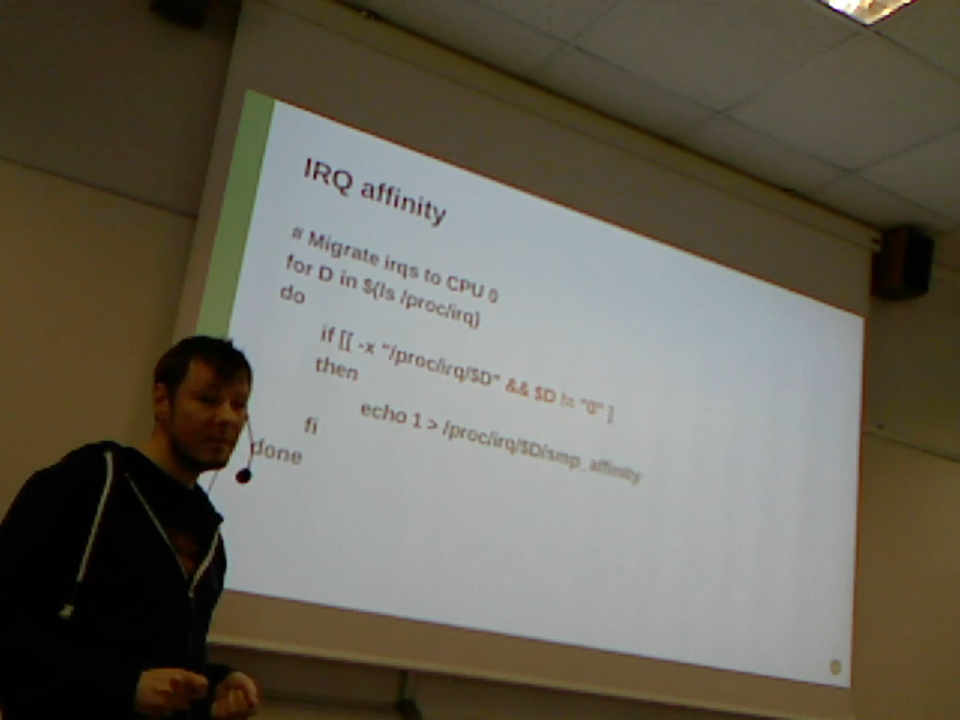 IRQ affinity
# Migrate irqs to CPU 0
for D in $(ls /proc/irq)
do
if [[ -x "/proc/irq/$D" && $D != "0" ]
then
echo 1 > /proc/irq/$D/smp_affinity
fi
done